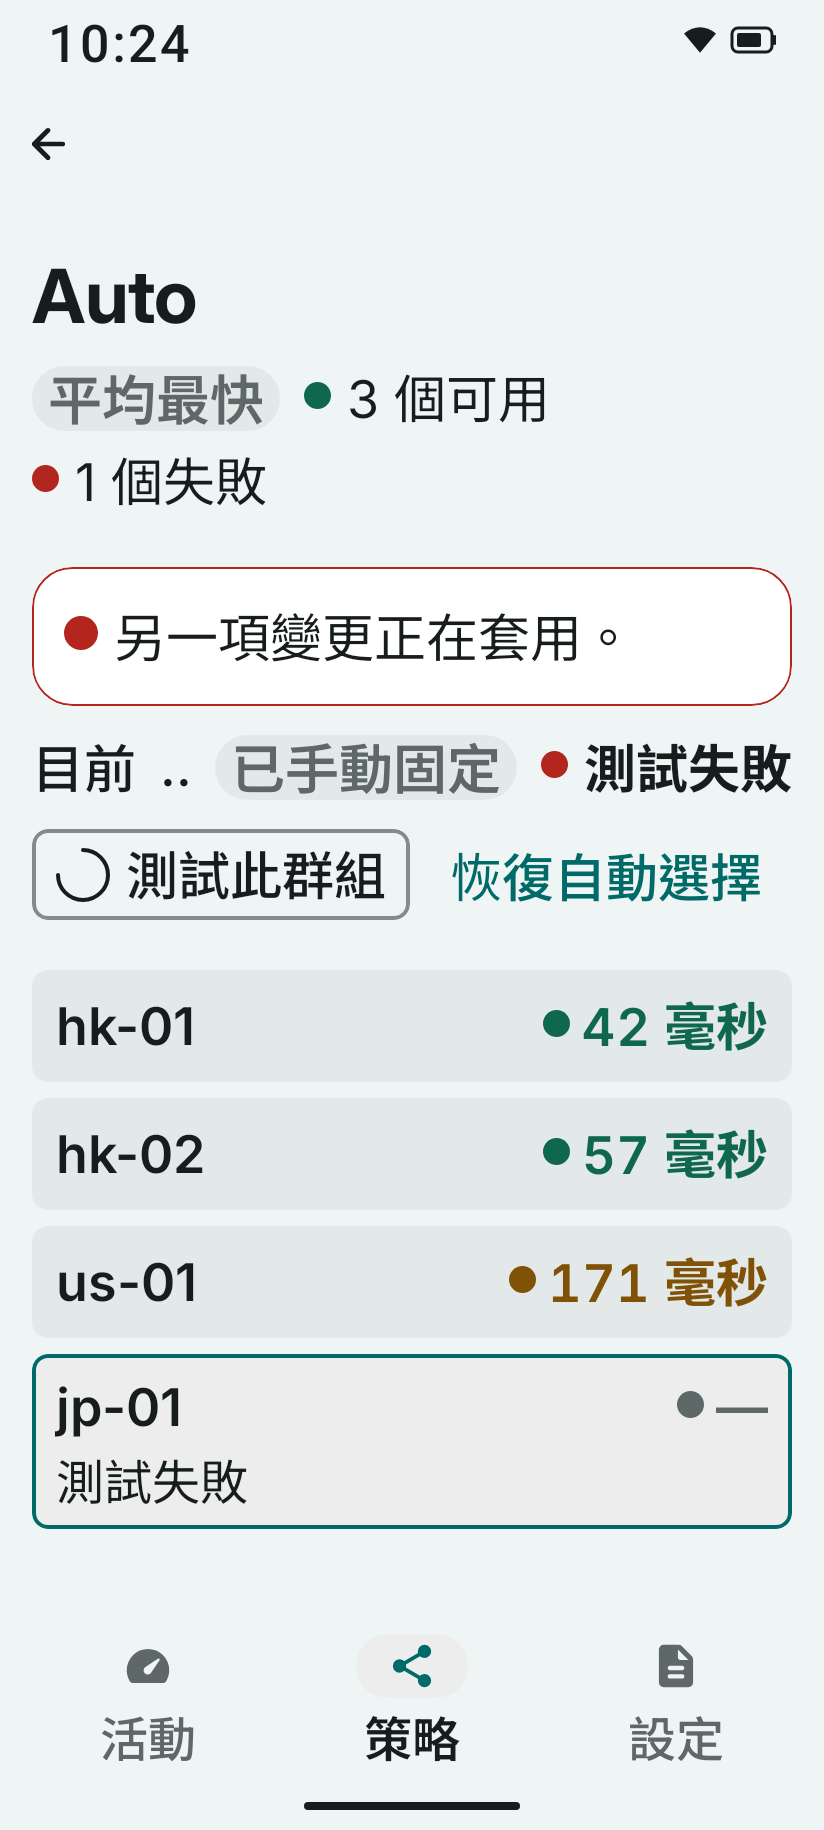 10:24
Auto
平均最快 3 個可用
1 個失敗
另一項變更正在套用。
目前 .. 已手動固定 測試失敗
測試此群組 恢復自動選擇
hk-01 42 毫秒
hk-02 57 毫秒
us-01 171 毫秒
jp-01 —
測試失敗
活動 策略 設定